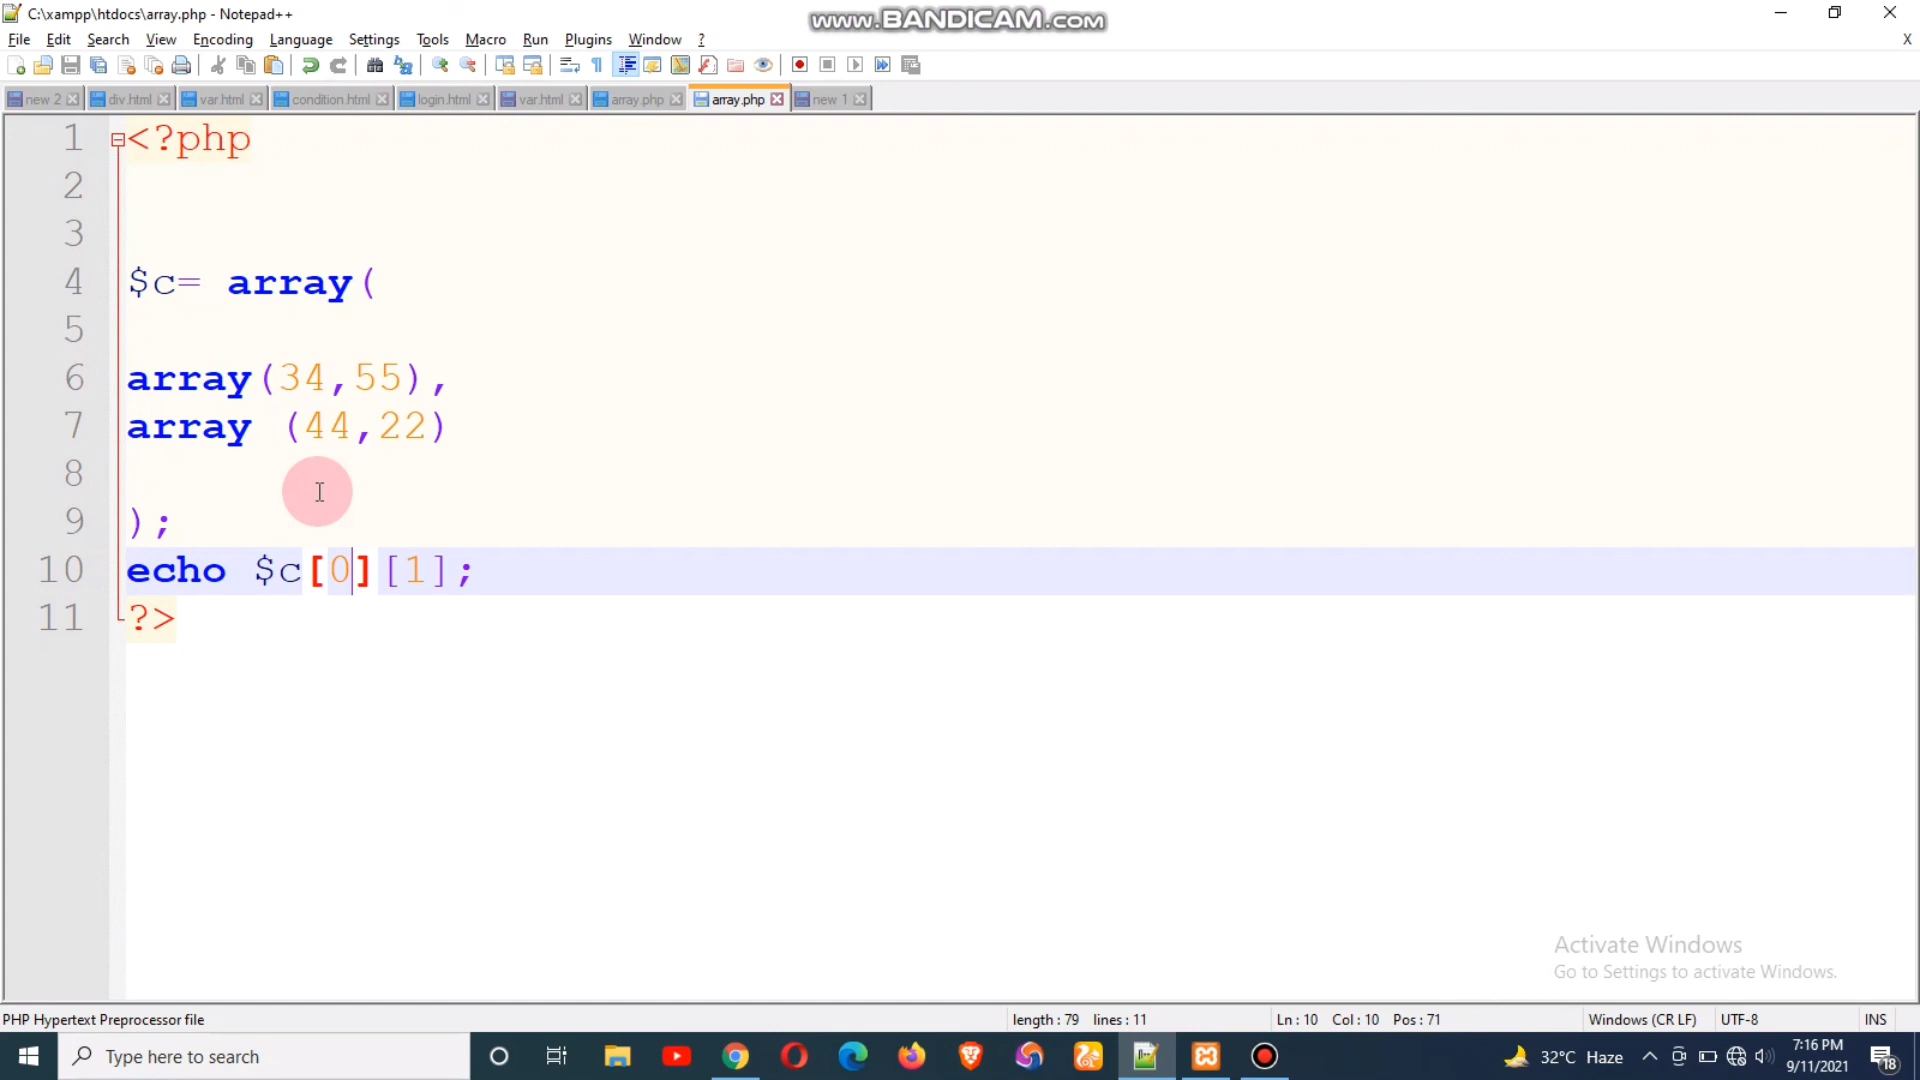 C:\xampp\htdocs\array.php - Notepad++
www.BANDICAM.com
File Edit Search View Encoding Language Settings Tools Macro Run Plugins Window ? X
new 2 div.html var.html condition.html login.html var.html array.php array.php new 1
1 <?php
2
3
4 $c= array(
5
6 array(34,55),
7 array (44,22)
8
9 );
10 echo $c[0][1];
11 ?>
Activate Windows
Go to Settings to activate Windows.
PHP Hypertext Preprocessor file length : 79 lines : 11 Ln : 10 Col : 10 Pos : 71 Windows (CR LF) UTF-8 INS
Type here to search 32°C Haze 7:16 PM 18
9/11/2021